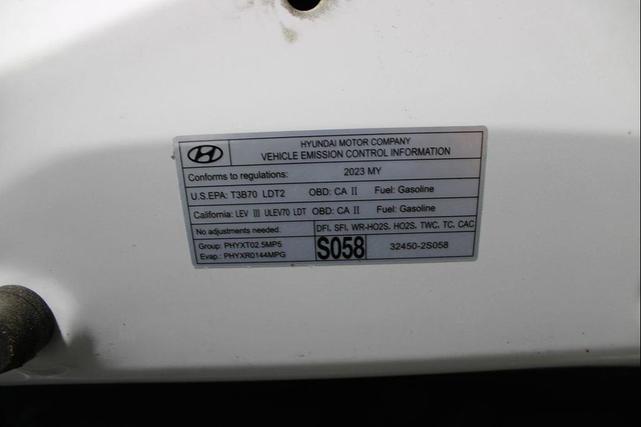 HYUNDAI MOTOR COMPANY
VEHICLE EMISSION CONTROL INFORMATION
Conforms to regulations: 2023 MY
U.S.EPA: T3B70 LDT2 OBD: CA II Fuel: Gasoline
California: LEV III ULEV70 LDT OBD: CA II Fuel: Gasoline
No adjustments needed. DFI, SFI, WR-HO2S, HO2S, TWC, TC, CAC
Group: PHYXT02.5MP5
Evap.: PHYXR0144MPG
S058 32450-2S058